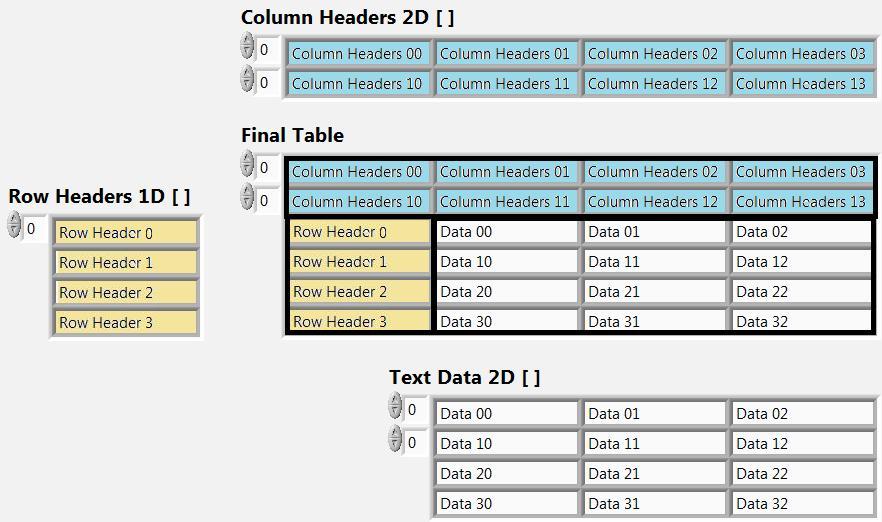 Column Headers 2D [ ]
0 Column Headers 00 Column Headers 01 Column Headers 02 Column Headers 03
0 Column Headers 10 Column Headers 11 Column Headers 12 Column Headers 13
Final Table
0 Column Headers 00 Column Headers 01 Column Headers 02 Column Headers 03
0 Column Headers 10 Column Headers 11 Column Headers 12 Column Headers 13
Row Header 0 Data 00 Data 01 Data 02
Row Header 1 Data 10 Data 11 Data 12
Row Header 2 Data 20 Data 21 Data 22
Row Header 3 Data 30 Data 31 Data 32
Row Headers 1D [ ]
0 Row Header 0
Row Header 1
Row Header 2
Row Header 3
Text Data 2D [ ]
0 Data 00 Data 01 Data 02
0 Data 10 Data 11 Data 12
Data 20 Data 21 Data 22
Data 30 Data 31 Data 32